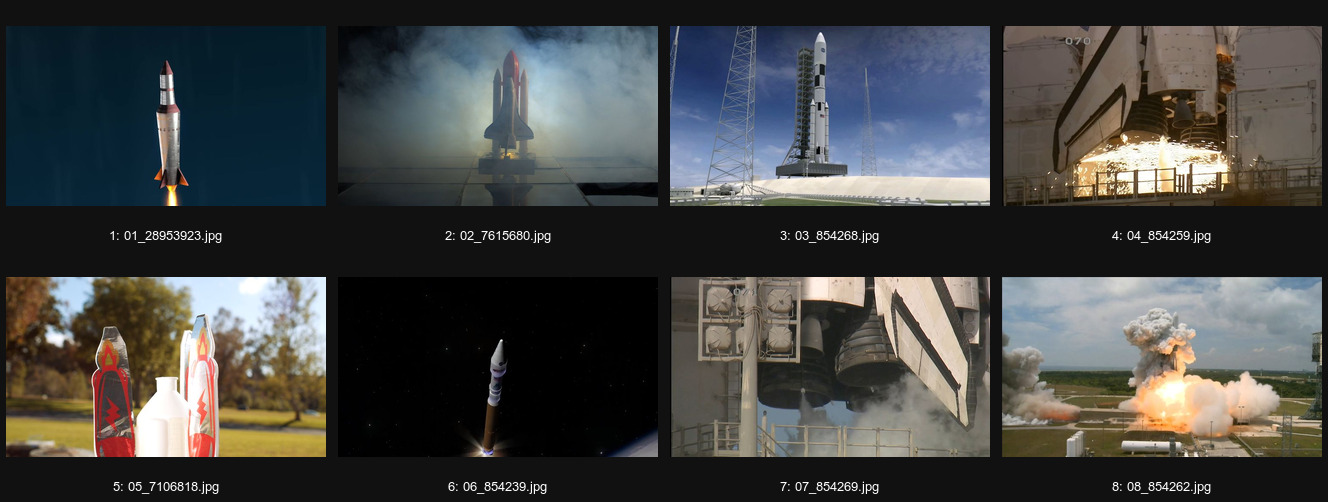 070
1: 01_28953923.jpg
2: 02_7615680.jpg
3: 03_854268.jpg
4: 04_854259.jpg
5: 05_7106818.jpg
6: 06_854239.jpg
7: 07_854269.jpg
8: 08_854262.jpg